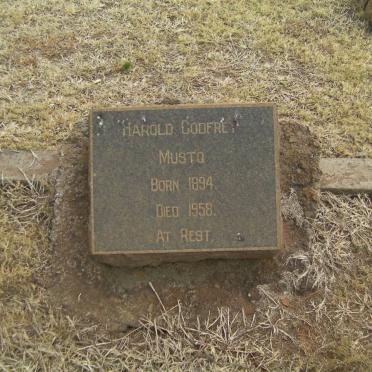 HAROLD GODFREY
MUSTO
BORN 1894.
DIED 1958.
AT REST.